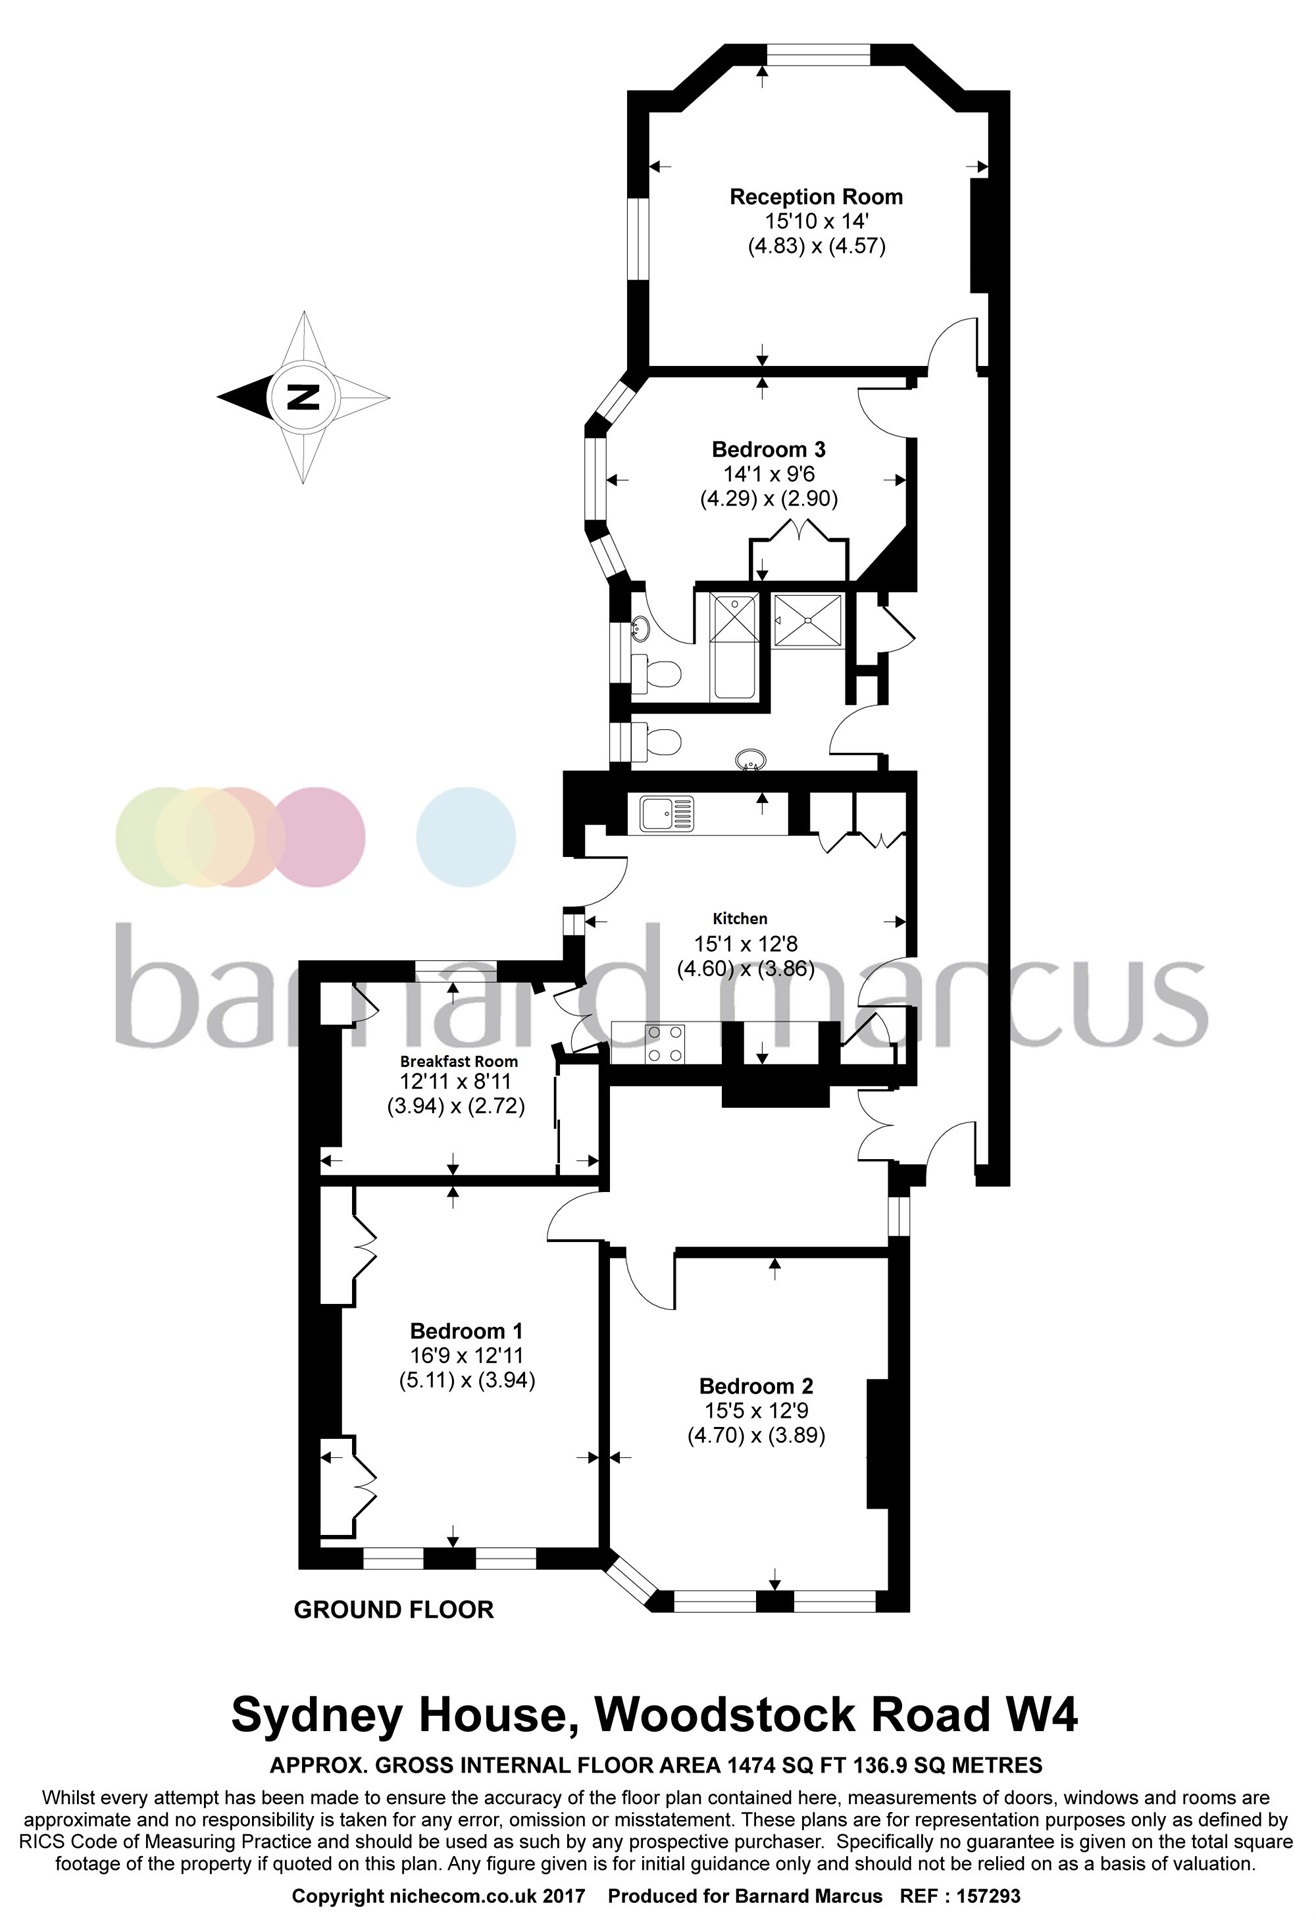 Reception Room
15'10 x 14'
(4.83) x (4.57)
N
Bedroom 3
14'1 x 9'6
(4.29) x (2.90)
Kitchen
15'1 x 12'8
(4.60) x (3.86)
barnard marcus
Breakfast Room
12'11 x 8'11
(3.94) x (2.72)
Bedroom 1
16'9 x 12'11
(5.11) x (3.94)
Bedroom 2
15'5 x 12'9
(4.70) x (3.89)
GROUND FLOOR
Sydney House, Woodstock Road W4
APPROX. GROSS INTERNAL FLOOR AREA 1474 SQ FT 136.9 SQ METRES
Whilst every attempt has been made to ensure the accuracy of the floor plan contained here, measurements of doors, windows and rooms are
approximate and no responsibility is taken for any error, omission or misstatement. These plans are for representation purposes only as defined by
RICS Code of Measuring Practice and should be used as such by any prospective purchaser. Specifically no guarantee is given on the total square
footage of the property if quoted on this plan. Any figure given is for initial guidance only and should not be relied on as a basis of valuation.
Copyright nichecom.co.uk 2017 Produced for Barnard Marcus REF : 157293